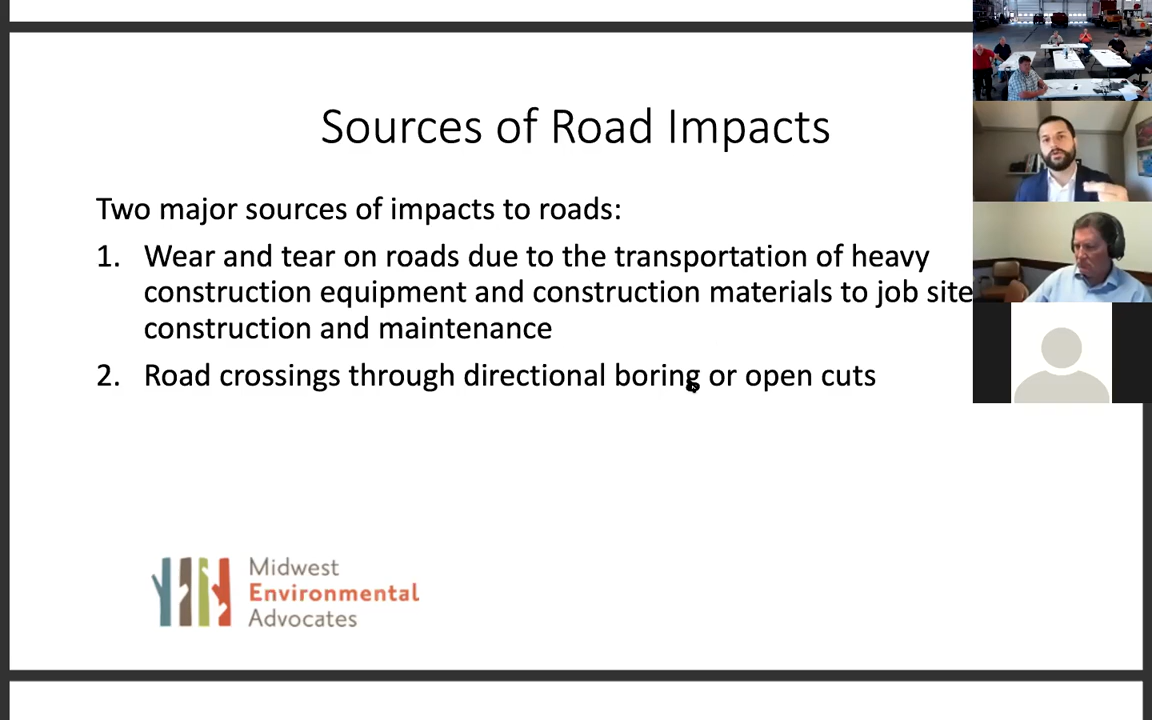 Sources of Road Impacts
Two major sources of impacts to roads:
1. Wear and tear on roads due to the transportation of heavy
construction equipment and construction materials to job site
construction and maintenance
2. Road crossings through directional boring or open cuts
Midwest
Environmental
Advocates